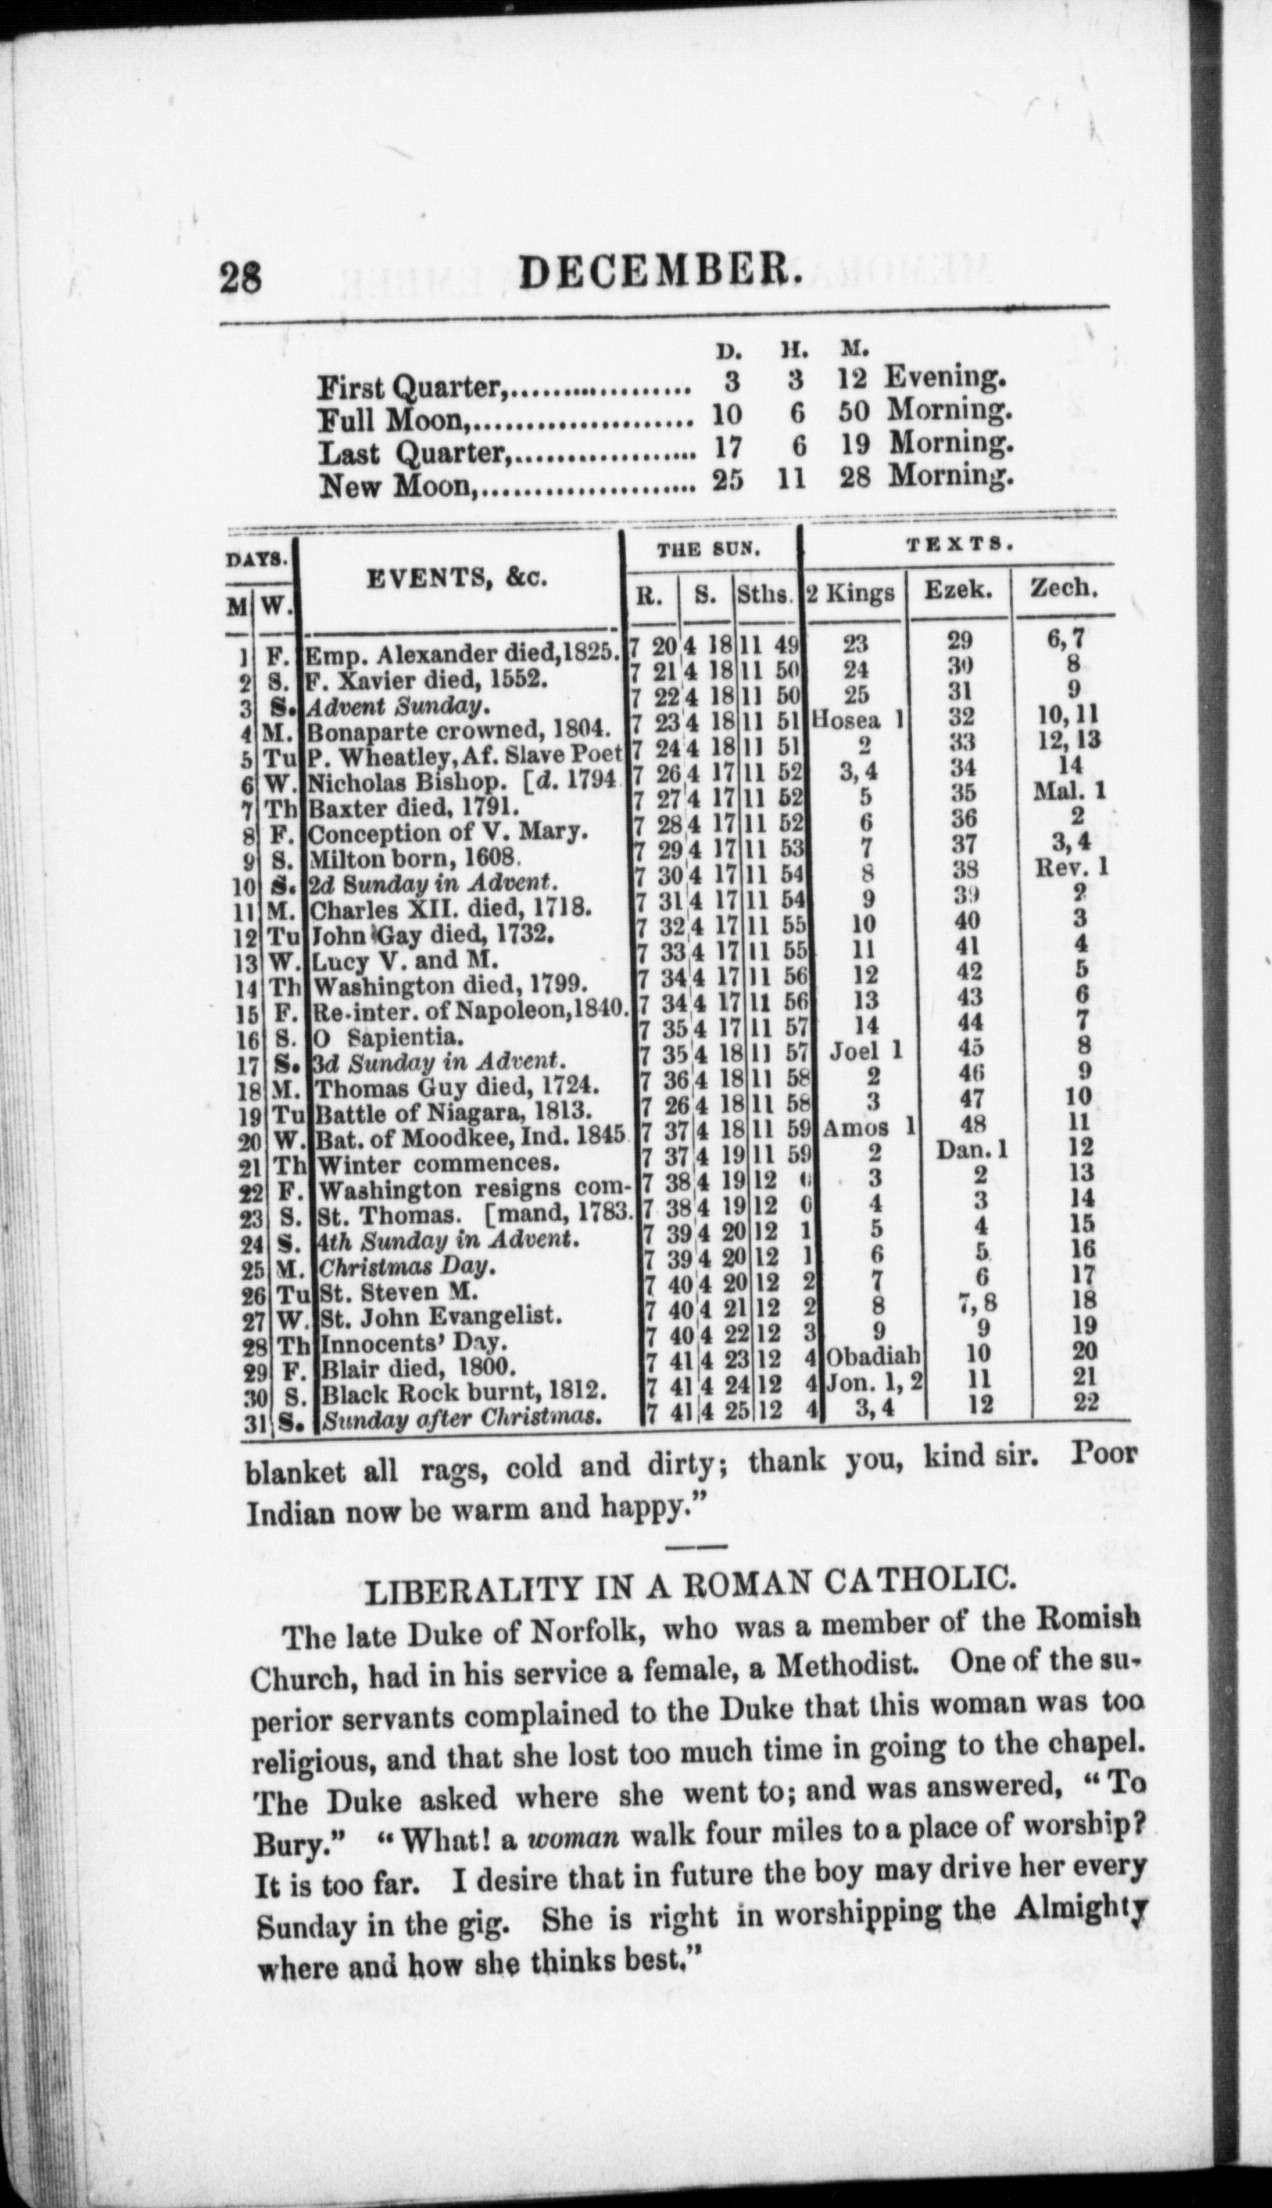 28 DECEMBER.
D. H. M.
First Quarter,.................. 3 3 12 Evening.
Full Moon,...................... 10 6 50 Morning.
Last Quarter,.................. 17 6 19 Morning.
New Moon,..................... 25 11 28 Morning.
DAYS. EVENTS, &c. THE SUN. TEXTS.
M W. R. S. Sths. 2 Kings Ezek. Zech.
1 F. Emp. Alexander died,1825. 7 20 4 18 11 49 23 29 6,7
2 S. F. Xavier died, 1552. 7 21 4 18 11 50 24 30 8
3 S. Advent Sunday. 7 22 4 18 11 50 25 31 9
4 M. Bonaparte crowned, 1804. 7 23 4 18 11 51 Hosea 1 32 10,11
5 Tu P. Wheatley, Af. Slave Poet 7 24 4 18 11 51 2 33 12,13
6 W. Nicholas Bishop. [d. 1794 7 26 4 17 11 52 3,4 34 14
7 Th Baxter died, 1791. 7 27 4 17 11 52 5 35 Mal. 1
8 F. Conception of V. Mary. 7 28 4 17 11 52 6 36 2
9 S. Milton born, 1608. 7 29 4 17 11 53 7 37 3,4
10 S. 2d Sunday in Advent. 7 30 4 17 11 54 8 38 Rev. 1
11 M. Charles XII. died, 1718. 7 31 4 17 11 54 9 39 2
12 Tu John Gay died, 1732. 7 32 4 17 11 55 10 40 3
13 W. Lucy V. and M. 7 33 4 17 11 55 11 41 4
14 Th Washington died, 1799. 7 34 4 17 11 56 12 42 5
15 F. Re-inter. of Napoleon,1840. 7 34 4 17 11 56 13 43 6
16 S. O Sapientia. 7 35 4 17 11 57 14 44 7
17 S. 3d Sunday in Advent. 7 35 4 18 11 57 Joel 1 45 8
18 M. Thomas Guy died, 1724. 7 36 4 18 11 58 2 46 9
19 Tu Battle of Niagara, 1813. 7 26 4 18 11 58 3 47 10
20 W. Bat. of Moodkee, Ind. 1845 7 37 4 18 11 59 Amos 1 48 11
21 Th Winter commences. 7 37 4 19 11 59 2 Dan. 1 12
22 F. Washington resigns com- 7 38 4 19 12 0 3 2 13
23 S. St. Thomas. [mand, 1783. 7 38 4 19 12 0 4 3 14
24 S. 4th Sunday in Advent. 7 39 4 20 12 1 5 4 15
25 M. Christmas Day. 7 39 4 20 12 1 6 5 16
26 Tu St. Steven M. 7 40 4 20 12 2 7 6 17
27 W. St. John Evangelist. 7 40 4 21 12 2 8 7,8 18
28 Th Innocents' Day. 7 40 4 22 12 3 9 9 19
29 F. Blair died, 1800. 7 41 4 23 12 4 Obadiah 10 20
30 S. Black Rock burnt, 1812. 7 41 4 24 12 4 Jon. 1,2 11 21
31 S. Sunday after Christmas. 7 41 4 25 12 4 3,4 12 22
blanket all rags, cold and dirty; thank you, kind sir. Poor
Indian now be warm and happy."
LIBERALITY IN A ROMAN CATHOLIC.
The late Duke of Norfolk, who was a member of the Romish
Church, had in his service a female, a Methodist. One of the su-
perior servants complained to the Duke that this woman was too
religious, and that she lost too much time in going to the chapel.
The Duke asked where she went to; and was answered, "To
Bury." "What! a woman walk four miles to a place of worship?
It is too far. I desire that in future the boy may drive her every
Sunday in the gig. She is right in worshipping the Almighty
where and how she thinks best."